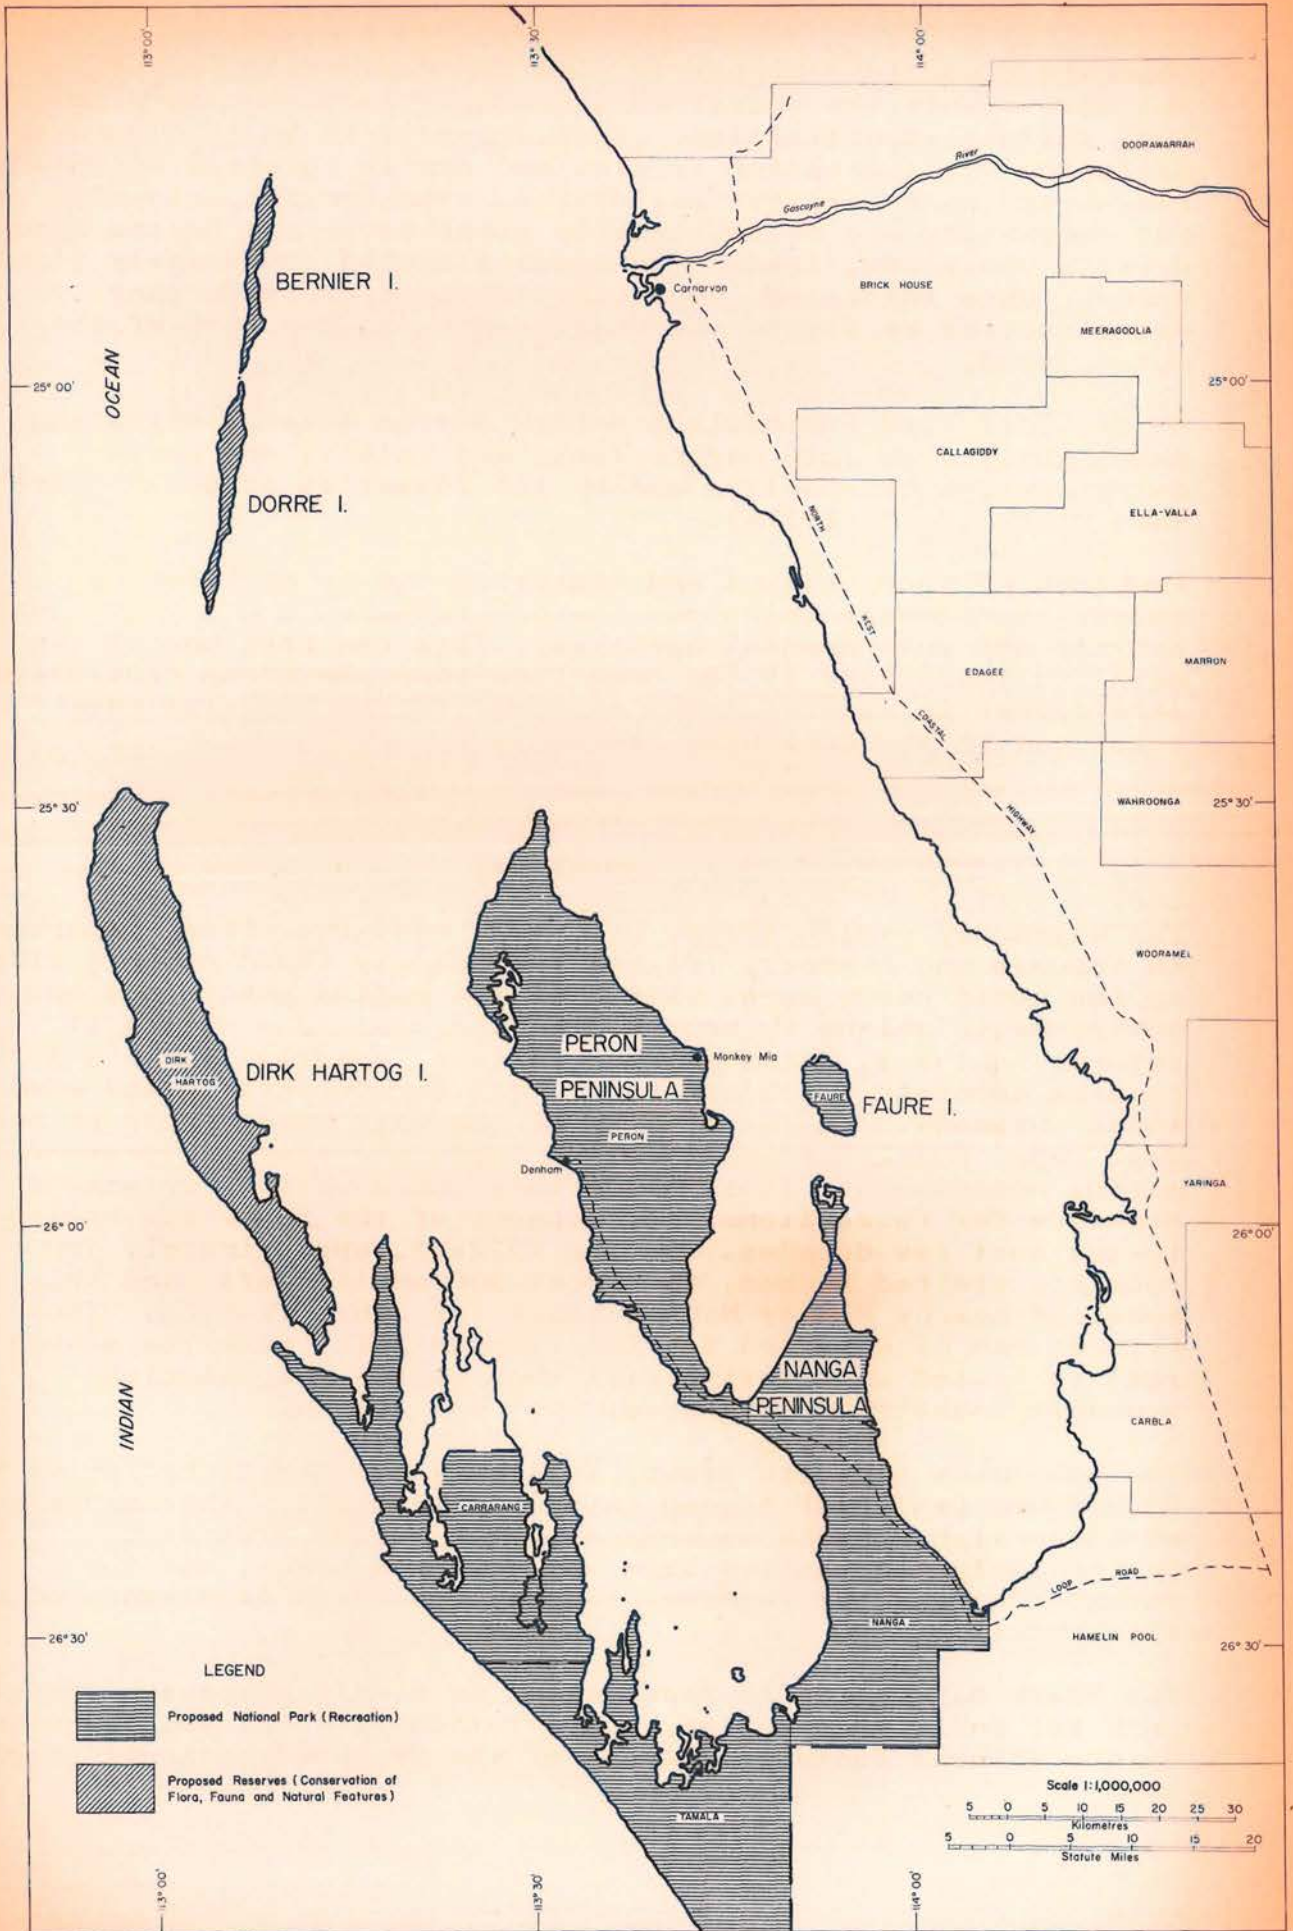 113° 00'
113° 30'
114° 00'
DOORAWARRAH
River
Gascoyne
BERNIER I.
Carnarvon
BRICK HOUSE
MEERAGOOLIA
OCEAN
25° 00'
25° 00'
CALLAGIDDY
DORRE I.
NORTH
ELLA-VALLA
WEST
EDAGEE
MARRON
COASTAL
25° 30'
WAHROONGA
25° 30'
HIGHWAY
WOORAMEL
PERON
Monkey Mia
DIRK
HARTOG
DIRK HARTOG I.
PENINSULA
FAURE
FAURE I.
PERON
Denham
YARINGA
26° 00'
26° 00'
NANGA
PENINSULA
INDIAN
CARBLA
CARRARANG
LOOP ROAD
NANGA
HAMELIN POOL
26° 30'
26° 30'
LEGEND
Proposed National Park (Recreation)
Proposed Reserves (Conservation of
Flora, Fauna and Natural Features)
TAMALA
Scale 1:1,000,000
5 0 5 10 15 20 25 30
Kilometres
5 0 5 10 15 20
Statute Miles
113° 00'
113° 30'
114° 00'